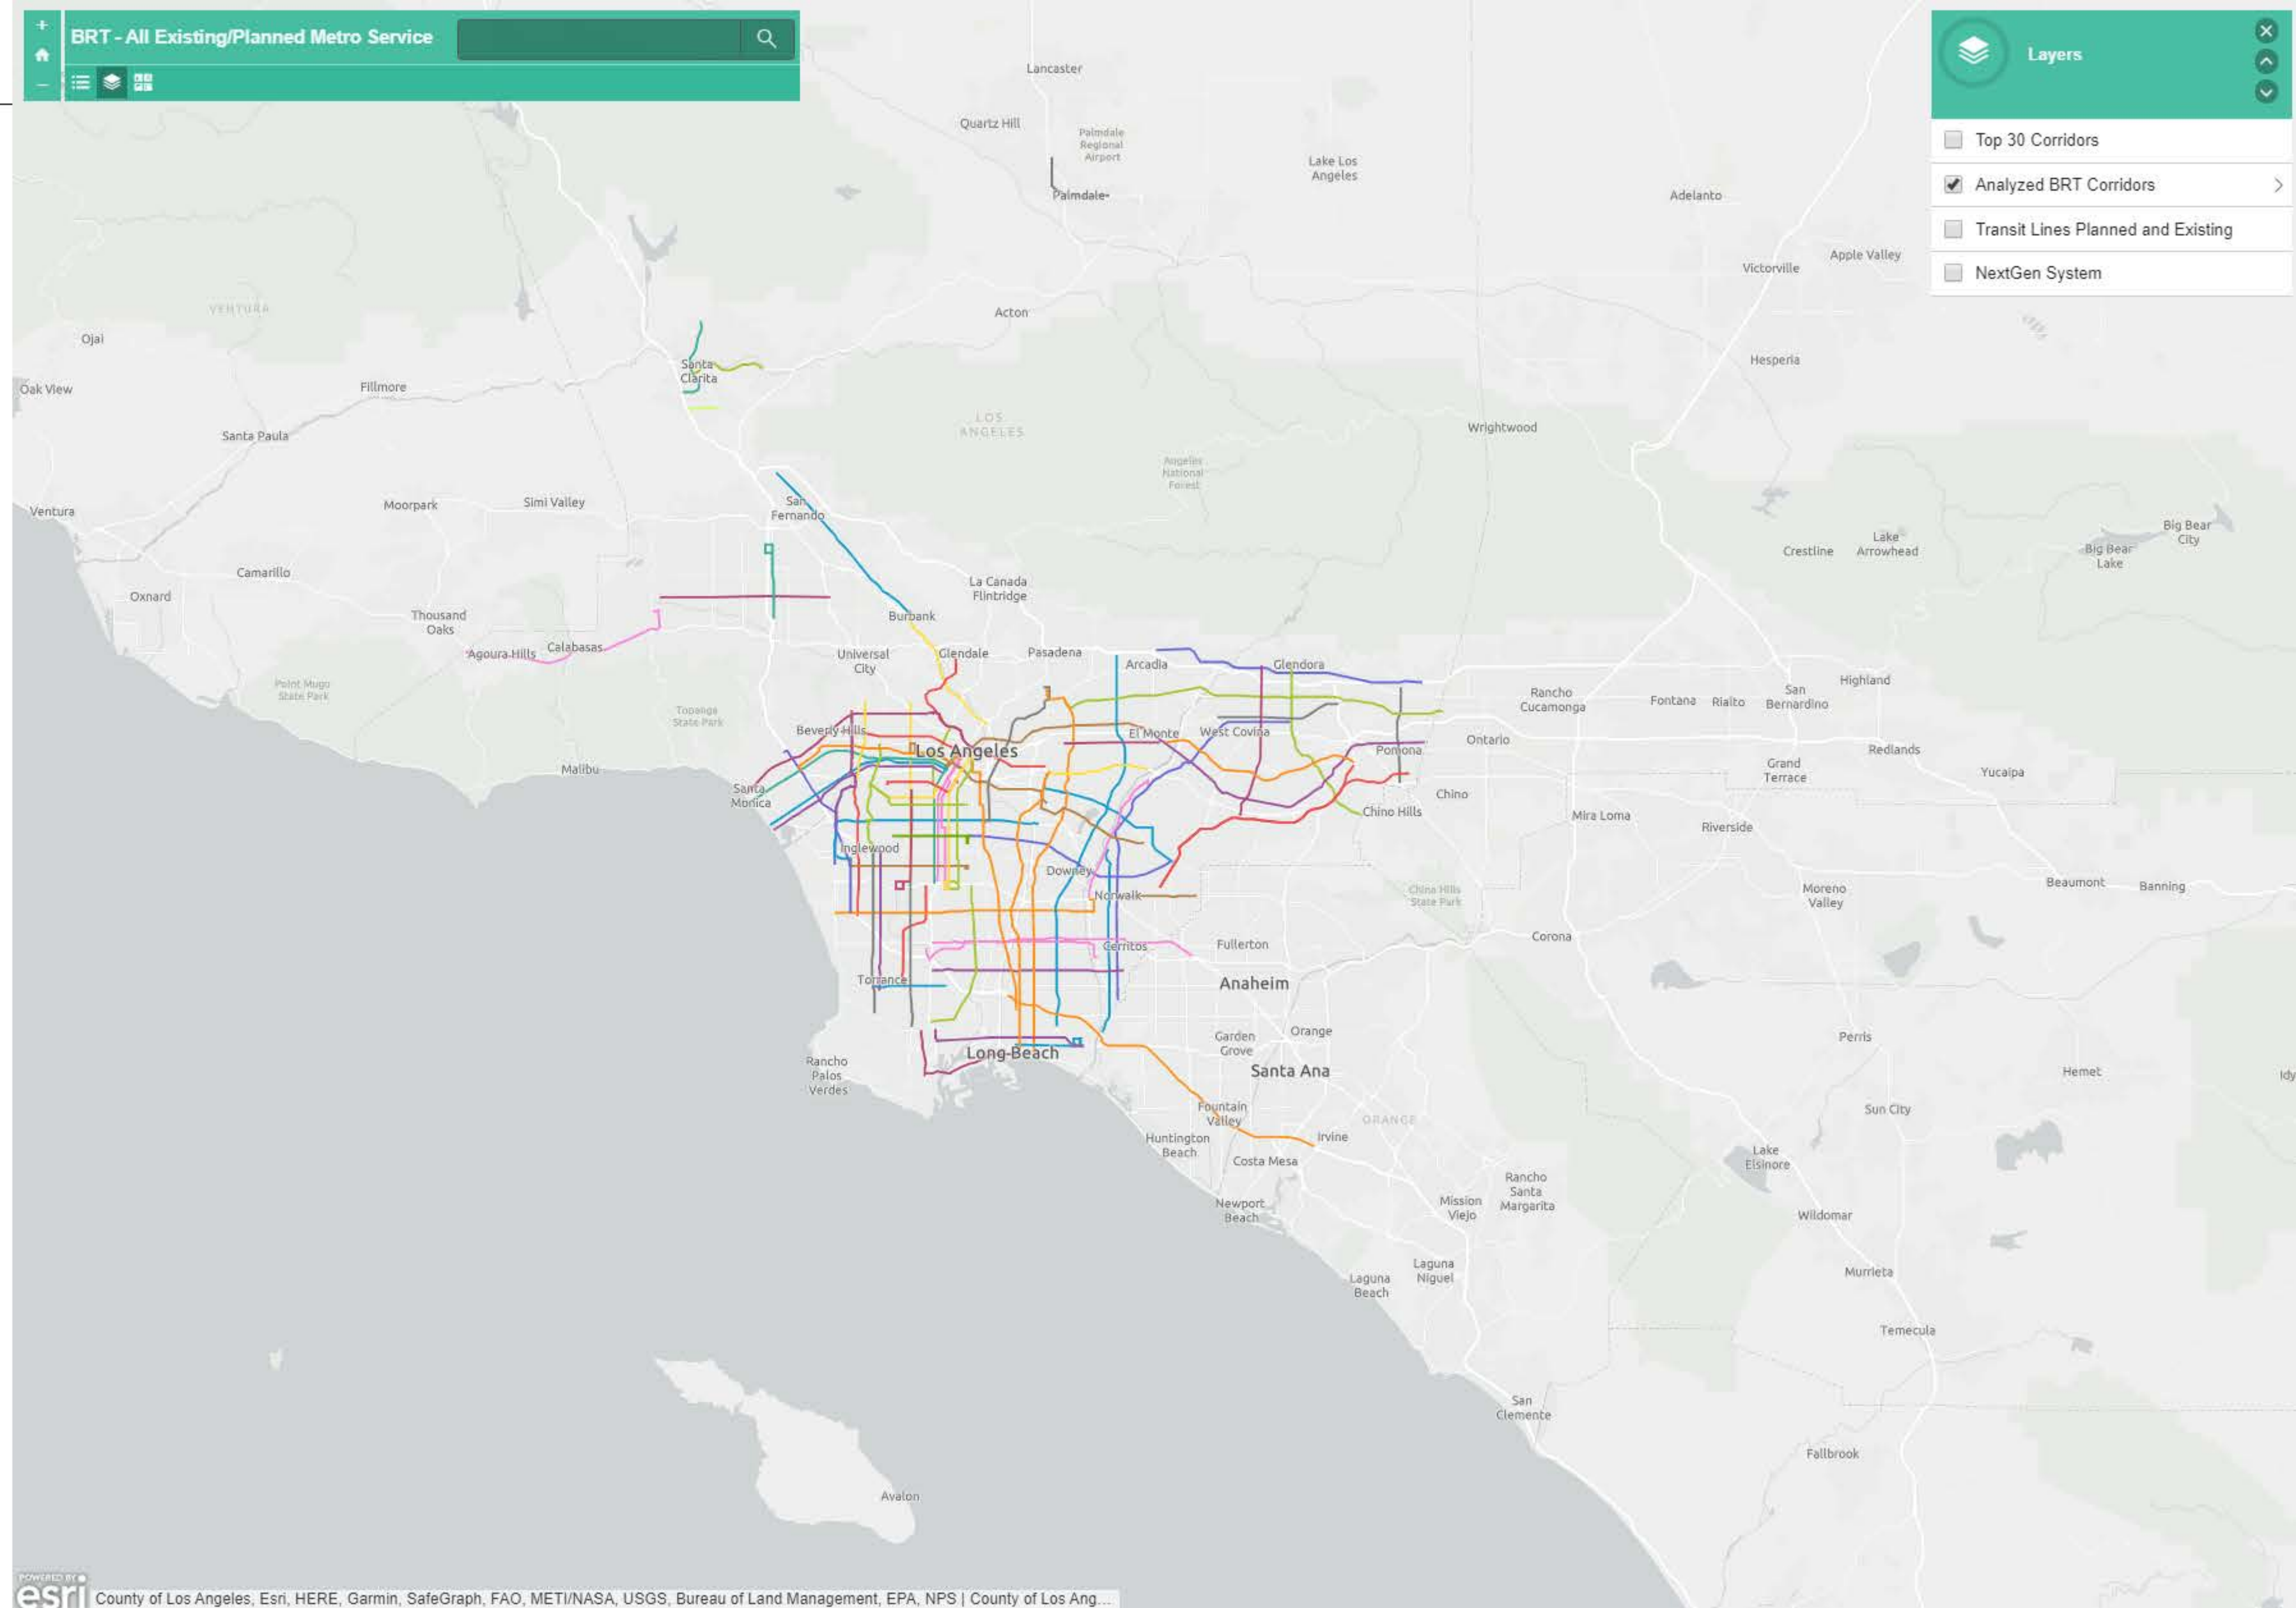 BRT - All Existing/Planned Metro Service
Layers
Top 30 Corridors
Analyzed BRT Corridors
Transit Lines Planned and Existing
NextGen System
Lancaster
Quartz Hill
Palmdale
Regional
Airport
Lake Los
Angeles
Palmdale
Adelanto
Apple Valley
Victorville
VENTURA
Acton
Ojai
Hesperia
Santa
Clarita
Oak View
Fillmore
LOS
ANGELES
Wrightwood
Santa Paula
Angeles
National
Forest
Ventura
Moorpark
Simi Valley
San
Fernando
Big Bear
City
Crestline
Lake
Arrowhead
Big Bear
Lake
Camarillo
La Canada
Flintridge
Oxnard
Thousand
Oaks
Burbank
Agoura Hills
Calabasas
Universal
City
Glendale
Pasadena
Arcadia
Glendora
Point Mugu
State Park
Topanga
State Park
Rancho
Cucamonga
Fontana
Rialto
San
Bernardino
Highland
Beverly Hills
El Monte
West Covina
Los Angeles
Pomona
Ontario
Redlands
Malibu
Grand
Terrace
Yucaipa
Santa
Monica
Chino
Chino Hills
Mira Loma
Riverside
Inglewood
Downey
Norwalk
Chino Hills
State Park
Moreno
Valley
Beaumont
Banning
Cerritos
Fullerton
Corona
Torrance
Anaheim
Garden
Grove
Orange
Perris
Rancho
Palos
Verdes
Long Beach
Santa Ana
Hemet
Idy
Fountain
Valley
ORANGE
Sun City
Huntington
Beach
Irvine
Costa Mesa
Lake
Elsinore
Rancho
Santa
Margarita
Mission
Viejo
Newport
Beach
Wildomar
Laguna
Niguel
Laguna
Beach
Murrieta
Temecula
San
Clemente
Fallbrook
Avalon
POWERED BY
esri
County of Los Angeles, Esri, HERE, Garmin, SafeGraph, FAO, METI/NASA, USGS, Bureau of Land Management, EPA, NPS | County of Los Ang...